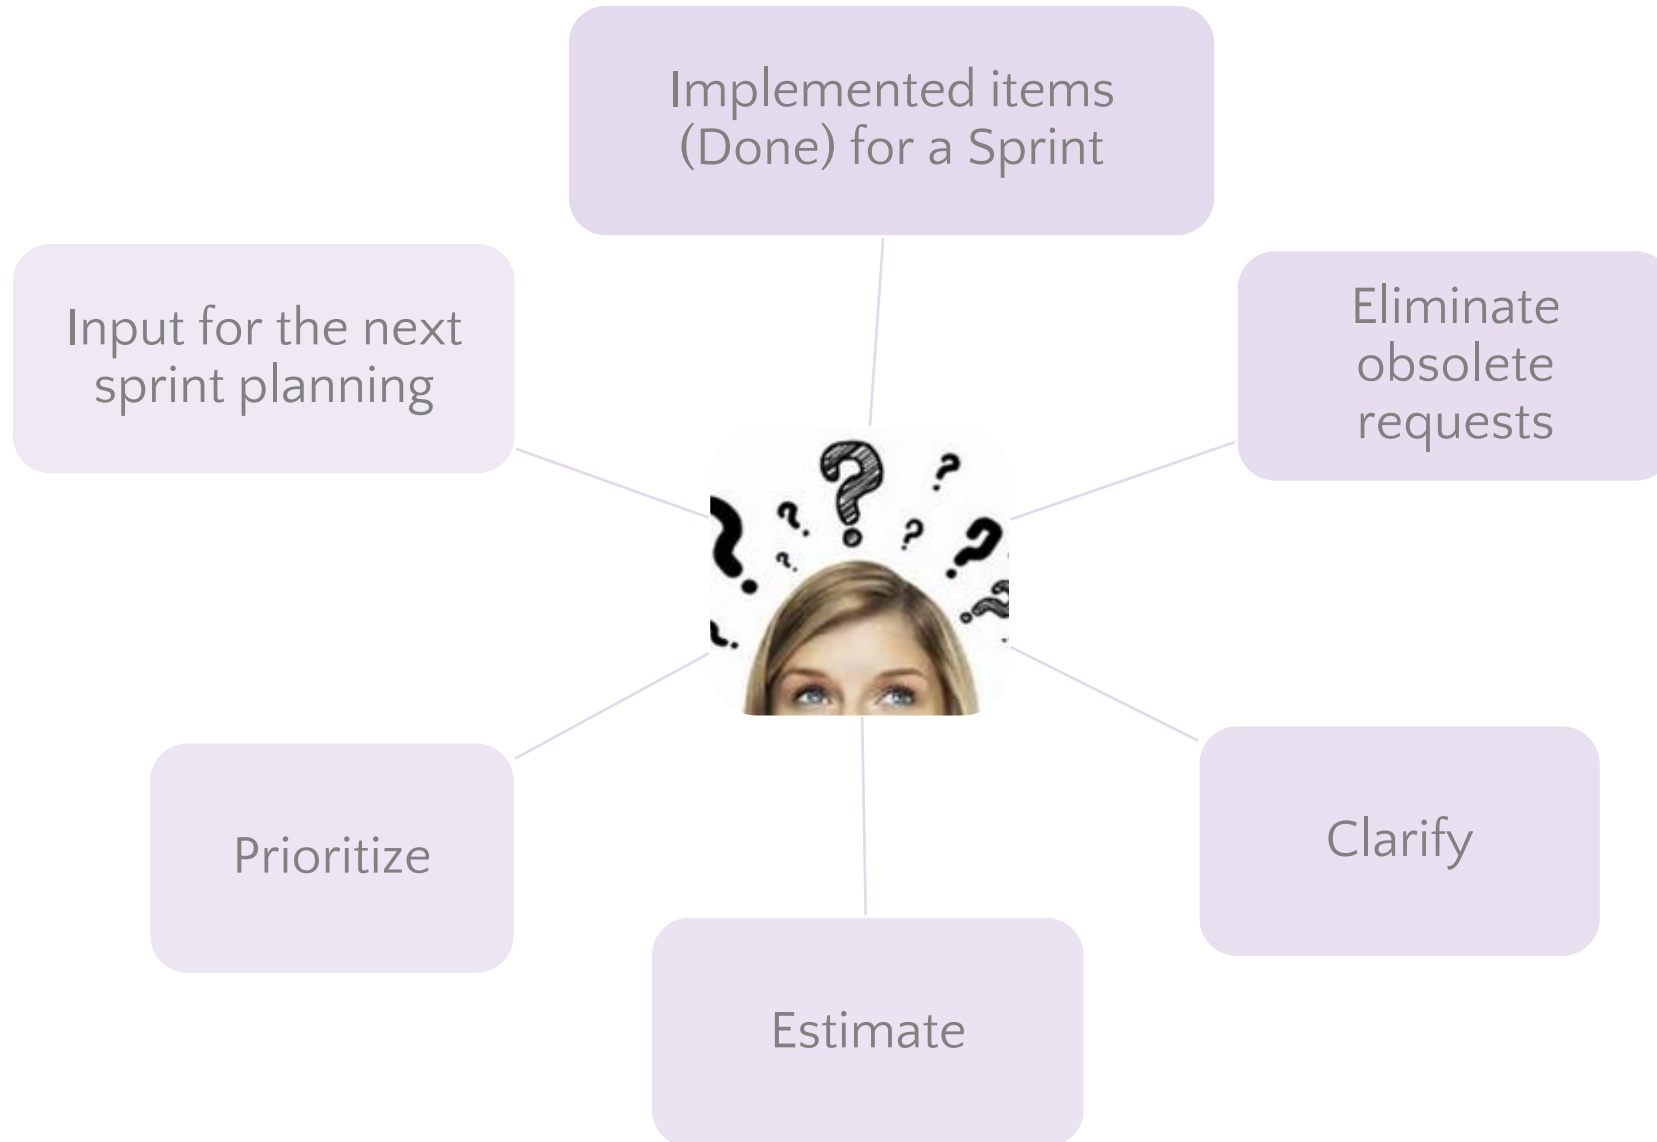 Implemented items
(Done) for a Sprint
Input for the next
sprint planning
Eliminate
obsolete
requests
Prioritize
Clarify
Estimate